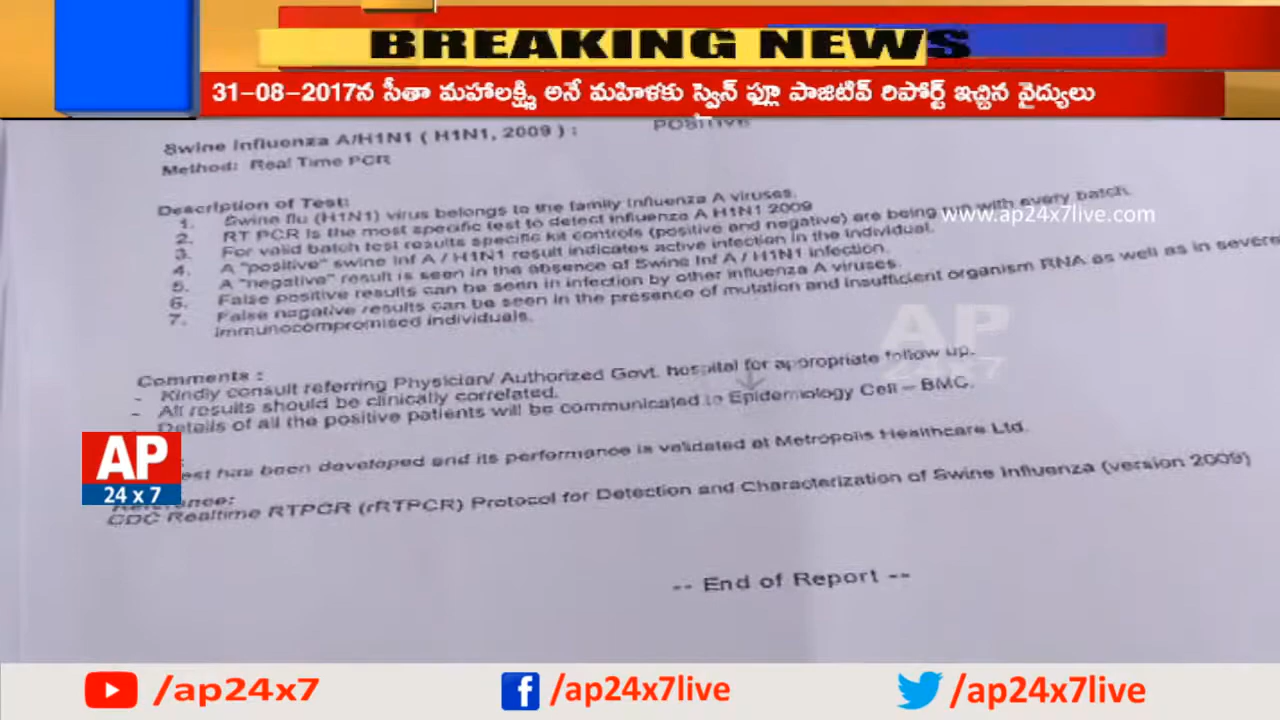 BREAKING NEWS
31-08-2017న సీతా మహాలక్ష్మి అనే మహిళకు స్వైన్ ఫ్లూ పాజిటివ్ రిపోర్ట్ ఇచ్చిన వైద్యులు
Swine Influenza A/H1N1 ( H1N1, 2009 ) : POSITIVE
Method: Real Time PCR
www.ap24x7live.com
Description of Test:
1. Swine flu (H1N1) virus belongs to the family Influenza A viruses.
2. RT PCR is the most specific test to detect influenza A H1N1 2009
3. For valid batch test results specific kit controls (positive and negative) are being run with every batch.
4. A "positive" swine Inf A / H1N1 result indicates active infection in the individual.
5. A "negative" result is seen in the absence of Swine Inf A / H1N1 infection.
6. False positive results can be seen in infection by other influenza A viruses.
7. False negative results can be seen in the presence of mutation and insufficient organism RNA as well as in severe
immunocompromised individuals.
AP
24x7
Comments :
- Kindly consult referring Physician/ Authorized Govt. hospital for appropriate follow up.
- All results should be clinically correlated.
- Details of all the positive patients will be communicated to Epidemology Cell – BMC.
AP
24 x 7
est has been developed and its performance is validated at Metropolis Healthcare Ltd.
CDC Realtime RTPCR (rRTPCR) Protocol for Detection and Characterization of Swine Influenza (version 2009)
-- End of Report --
/ap24x7
/ap24x7live
/ap24x7live